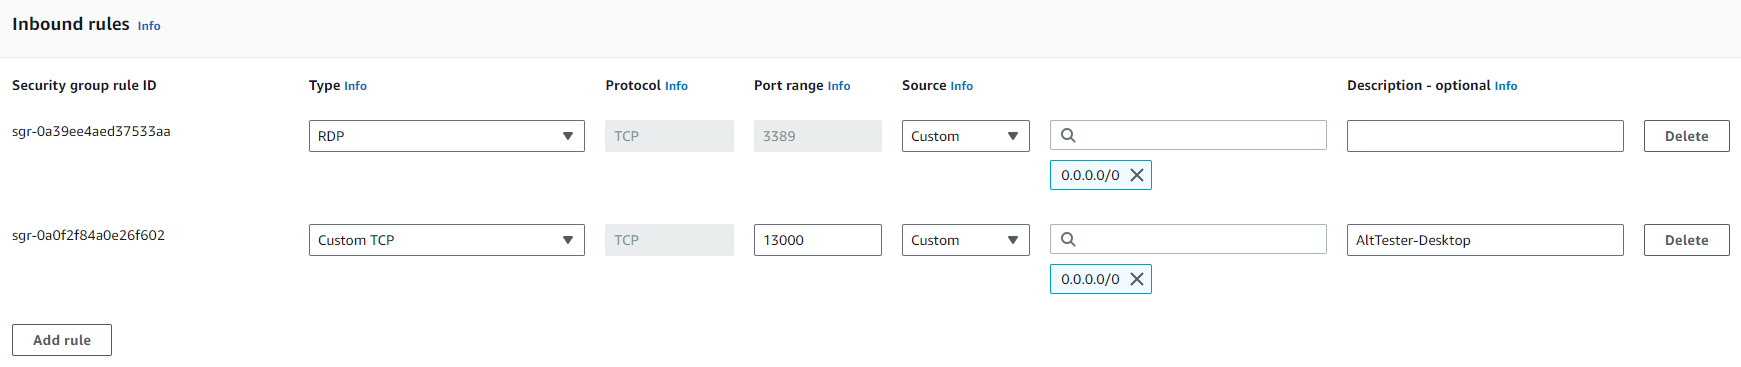 Inbound rules Info
Security group rule ID Type Info Protocol Info Port range Info Source Info Description - optional Info
sgr-0a39ee4aed37533aa RDP TCP 3389 Custom Delete
0.0.0.0/0
sgr-0a0f2f84a0e26f602 Custom TCP TCP 13000 Custom AltTester-Desktop Delete
0.0.0.0/0
Add rule